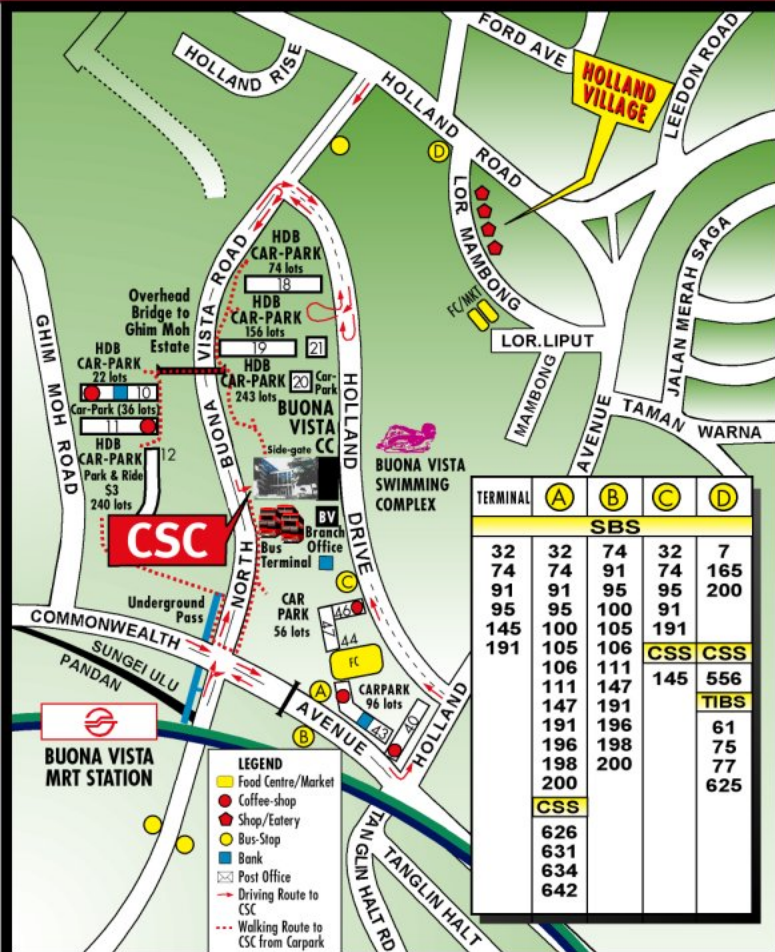 FORD AVE
HOLLAND RISE
HOLLAND
VILLAGE
LEEDON ROAD
HOLLAND ROAD
D
LOR. MAMBONG
HDB
CAR-PARK
74 lots
18
HDB
CAR-PARK
156 lots
19
21
HDB
CAR-PARK
243 lots
20
Car-
Park
Overhead
Bridge to
Ghim Moh
Estate
NORTH BUONA VISTA ROAD
FC/MKT
LOR.LIPUT
MAMBONG
JALAN MERAH SAGA
TAMAN WARNA
GHIM MOH ROAD
HDB
CAR-PARK
22 lots
10
Car-Park (36 lots)
11
HDB
CAR-PARK
Park & Ride
$3
240 lots
12
BUONA
VISTA
CC
Side-gate
HOLLAND DRIVE
BUONA VISTA
SWIMMING
COMPLEX
CSC
Bus
Terminal
BV
Branch
Office
C
CAR
PARK
56 lots
46
47
44
FC
Underground
Pass
COMMONWEALTH AVENUE
SUNGEI ULU
PANDAN
A
CARPARK
96 lots
43
40
B
HOLLAND AVENUE
BUONA VISTA
MRT STATION
TANGLIN HALT RD
TANGLIN HALT
LEGEND
Food Centre/Market
Coffee-shop
Shop/Eatery
Bus-Stop
Bank
Post Office
Driving Route to
CSC
Walking Route to
CSC from Carpark
TERMINAL A B C D
SBS
32 32 74 32 7
74 74 91 74 165
91 91 95 95 200
95 95 100 91
145 100 105 191
191 105 106 CSS CSS
106 111 145 556
111 147 TIBS
147 191 61
191 196 75
196 198 77
198 200 625
200
CSS
626
631
634
642